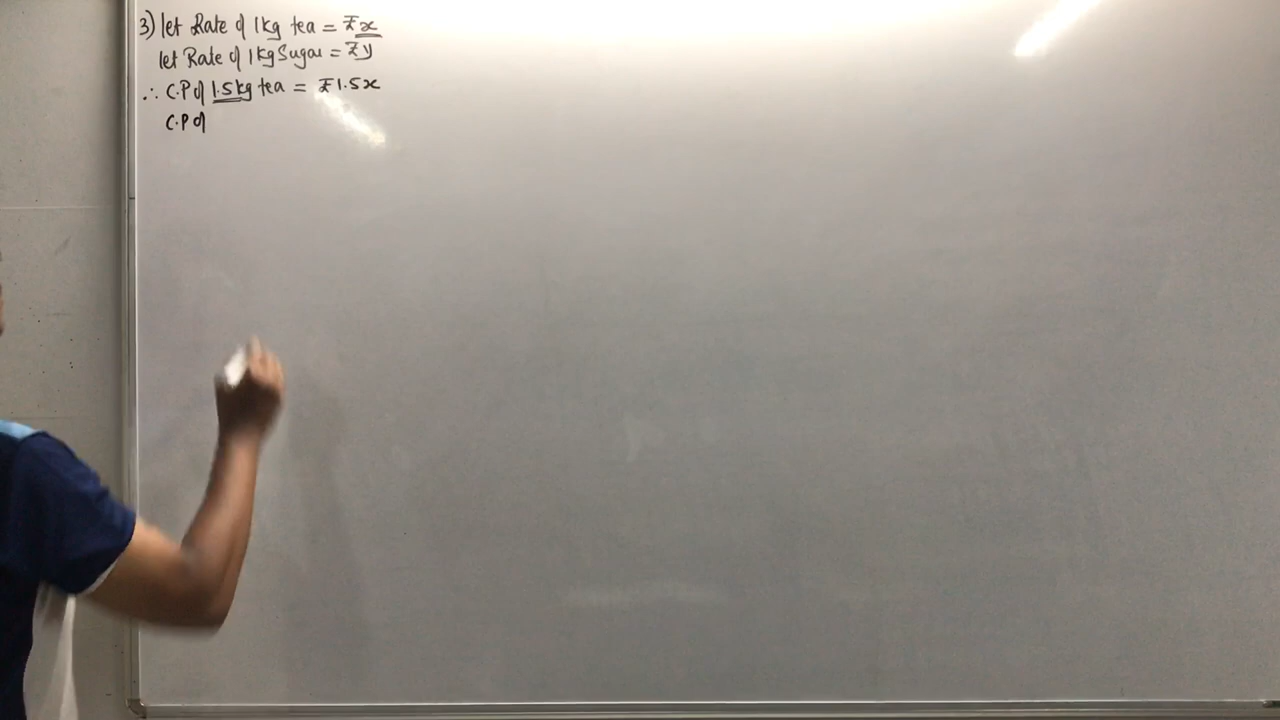 3) let Rate of 1kg tea = ₹x
let Rate of 1kg Sugar = ₹y
∴ C.P of 1.5kg tea = ₹1.5x
C.P of